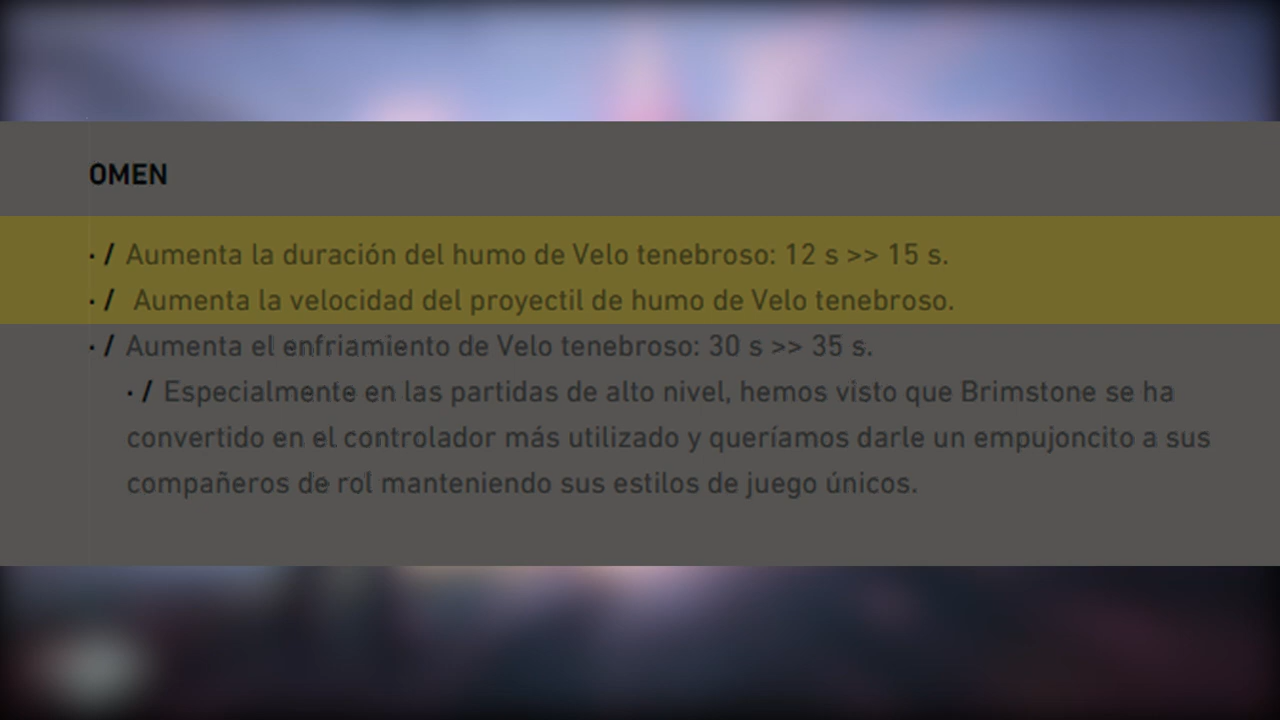 OMEN
· / Aumenta la duración del humo de Velo tenebroso: 12 s >> 15 s.
· / Aumenta la velocidad del proyectil de humo de Velo tenebroso.
· / Aumenta el enfriamiento de Velo tenebroso: 30 s >> 35 s.
· / Especialmente en las partidas de alto nivel, hemos visto que Brimstone se ha
convertido en el controlador más utilizado y queríamos darle un empujoncito a sus
compañeros de rol manteniendo sus estilos de juego únicos.